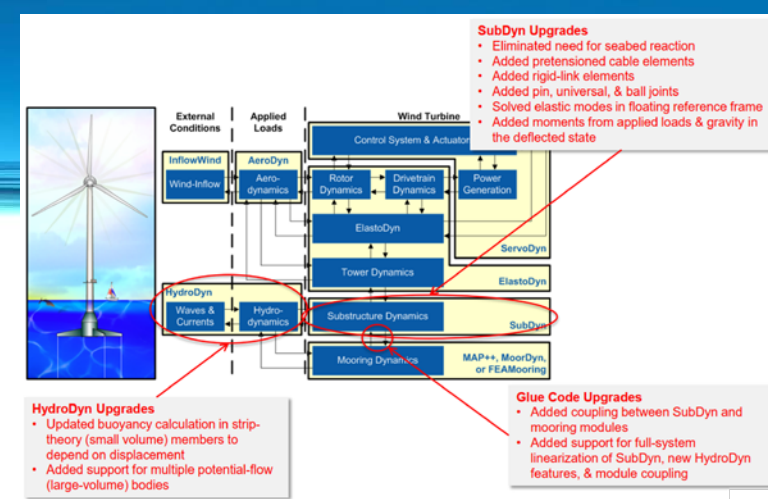 SubDyn Upgrades
• Eliminated need for seabed reaction
• Added pretensioned cable elements
• Added rigid-link elements
• Added pin, universal, & ball joints
• Solved elastic modes in floating reference frame
• Added moments from applied loads & gravity in
the deflected state
External
Conditions
Applied
Loads
Wind Turbine
Control System & Actuator
InflowWind
AeroDyn
Wind-Inflow
Aero-
dynamics
Rotor
Dynamics
Drivetrain
Dynamics
Power
Generation
ElastoDyn
ServoDyn
Tower Dynamics
ElastoDyn
HydroDyn
Waves &
Currents
Hydro-
dynamics
Substructure Dynamics
SubDyn
Mooring Dynamics
MAP++, MoorDyn,
or FEAMooring
HydroDyn Upgrades
• Updated buoyancy calculation in strip-
theory (small volume) members to
depend on displacement
• Added support for multiple potential-flow
(large-volume) bodies
Glue Code Upgrades
• Added coupling between SubDyn and
mooring modules
• Added support for full-system
linearization of SubDyn, new HydroDyn
features, & module coupling